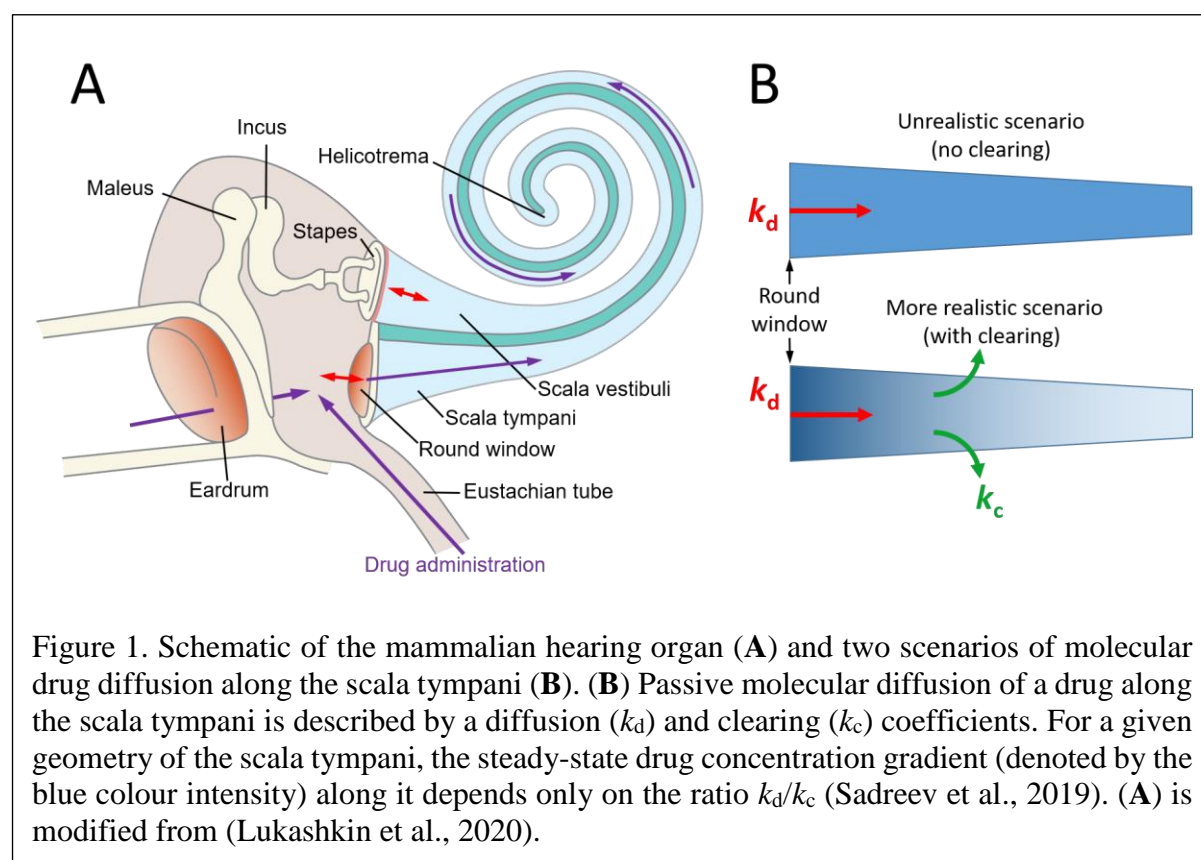 A
Incus
Helicotrema
Maleus
Stapes
Scala vestibuli
Scala tympani
Round window
Eardrum
Eustachian tube
Drug administration
B
Unrealistic scenario
(no clearing)
kd
Round
window
More realistic scenario
(with clearing)
kd
kc
Figure 1. Schematic of the mammalian hearing organ (A) and two scenarios of molecular
drug diffusion along the scala tympani (B). (B) Passive molecular diffusion of a drug along
the scala tympani is described by a diffusion (kd) and clearing (kc) coefficients. For a given
geometry of the scala tympani, the steady-state drug concentration gradient (denoted by the
blue colour intensity) along it depends only on the ratio kd/kc (Sadreev et al., 2019). (A) is
modified from (Lukashkin et al., 2020).